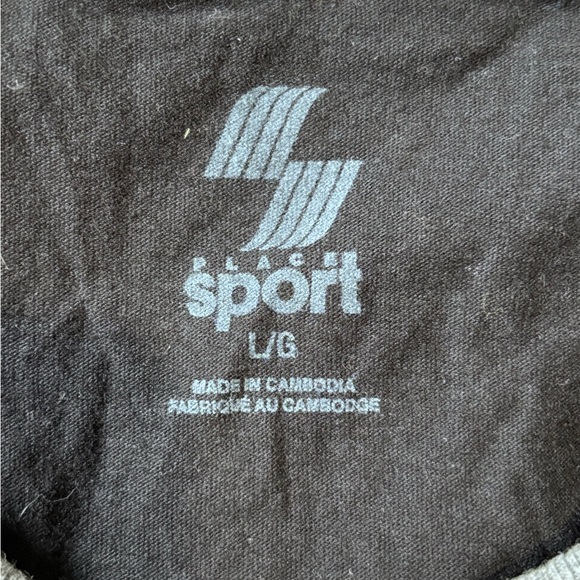 PLACE
sport
L/G
MADE IN CAMBODIA
FABRIQUÉ AU CAMBODGE